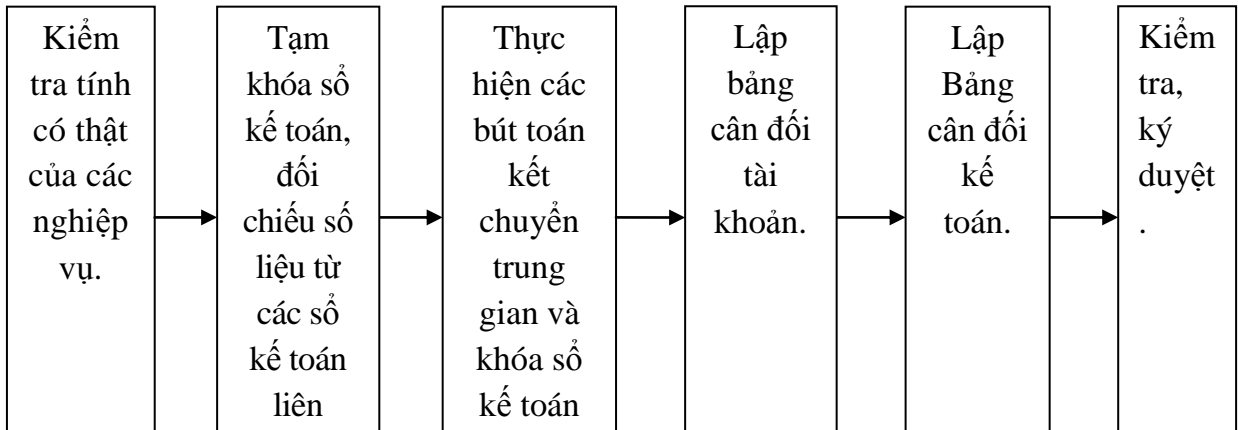 Kiểm
tra tính
có thật
của các
nghiệp
vụ.
Tạm
khóa sổ
kế toán,
đối
chiếu số
liệu từ
các sổ
kế toán
liên
Thực
hiện các
bút toán
kết
chuyển
trung
gian và
khóa sổ
kế toán
Lập
bảng
cân đối
tài
khoản.
Lập
Bảng
cân đối
kế
toán.
Kiểm
tra,
ký
duyệt
.